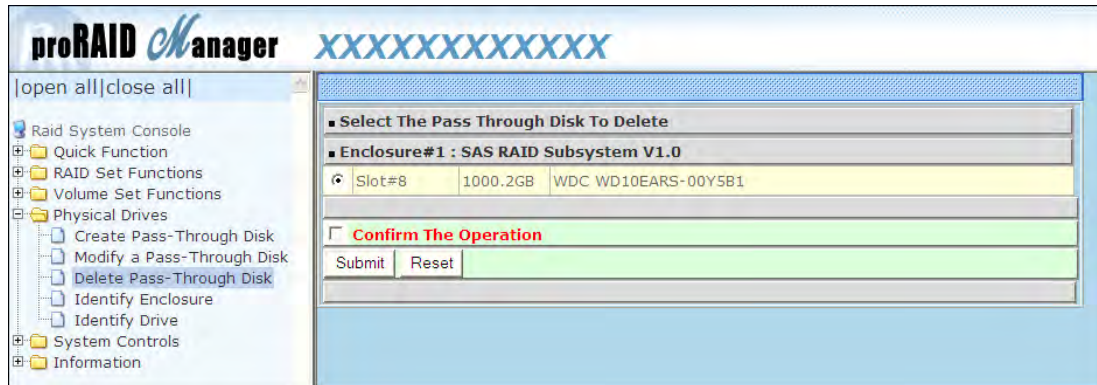 proRAID Manager XXXXXXXXXXXX
|open all|close all|
Raid System Console
Quick Function
RAID Set Functions
Volume Set Functions
Physical Drives
Create Pass-Through Disk
Modify a Pass-Through Disk
Delete Pass-Through Disk
Identify Enclosure
Identify Drive
System Controls
Information
Select The Pass Through Disk To Delete
Enclosure#1 : SAS RAID Subsystem V1.0
Slot#8 1000.2GB WDC WD10EARS-00Y5B1
Confirm The Operation
Submit Reset